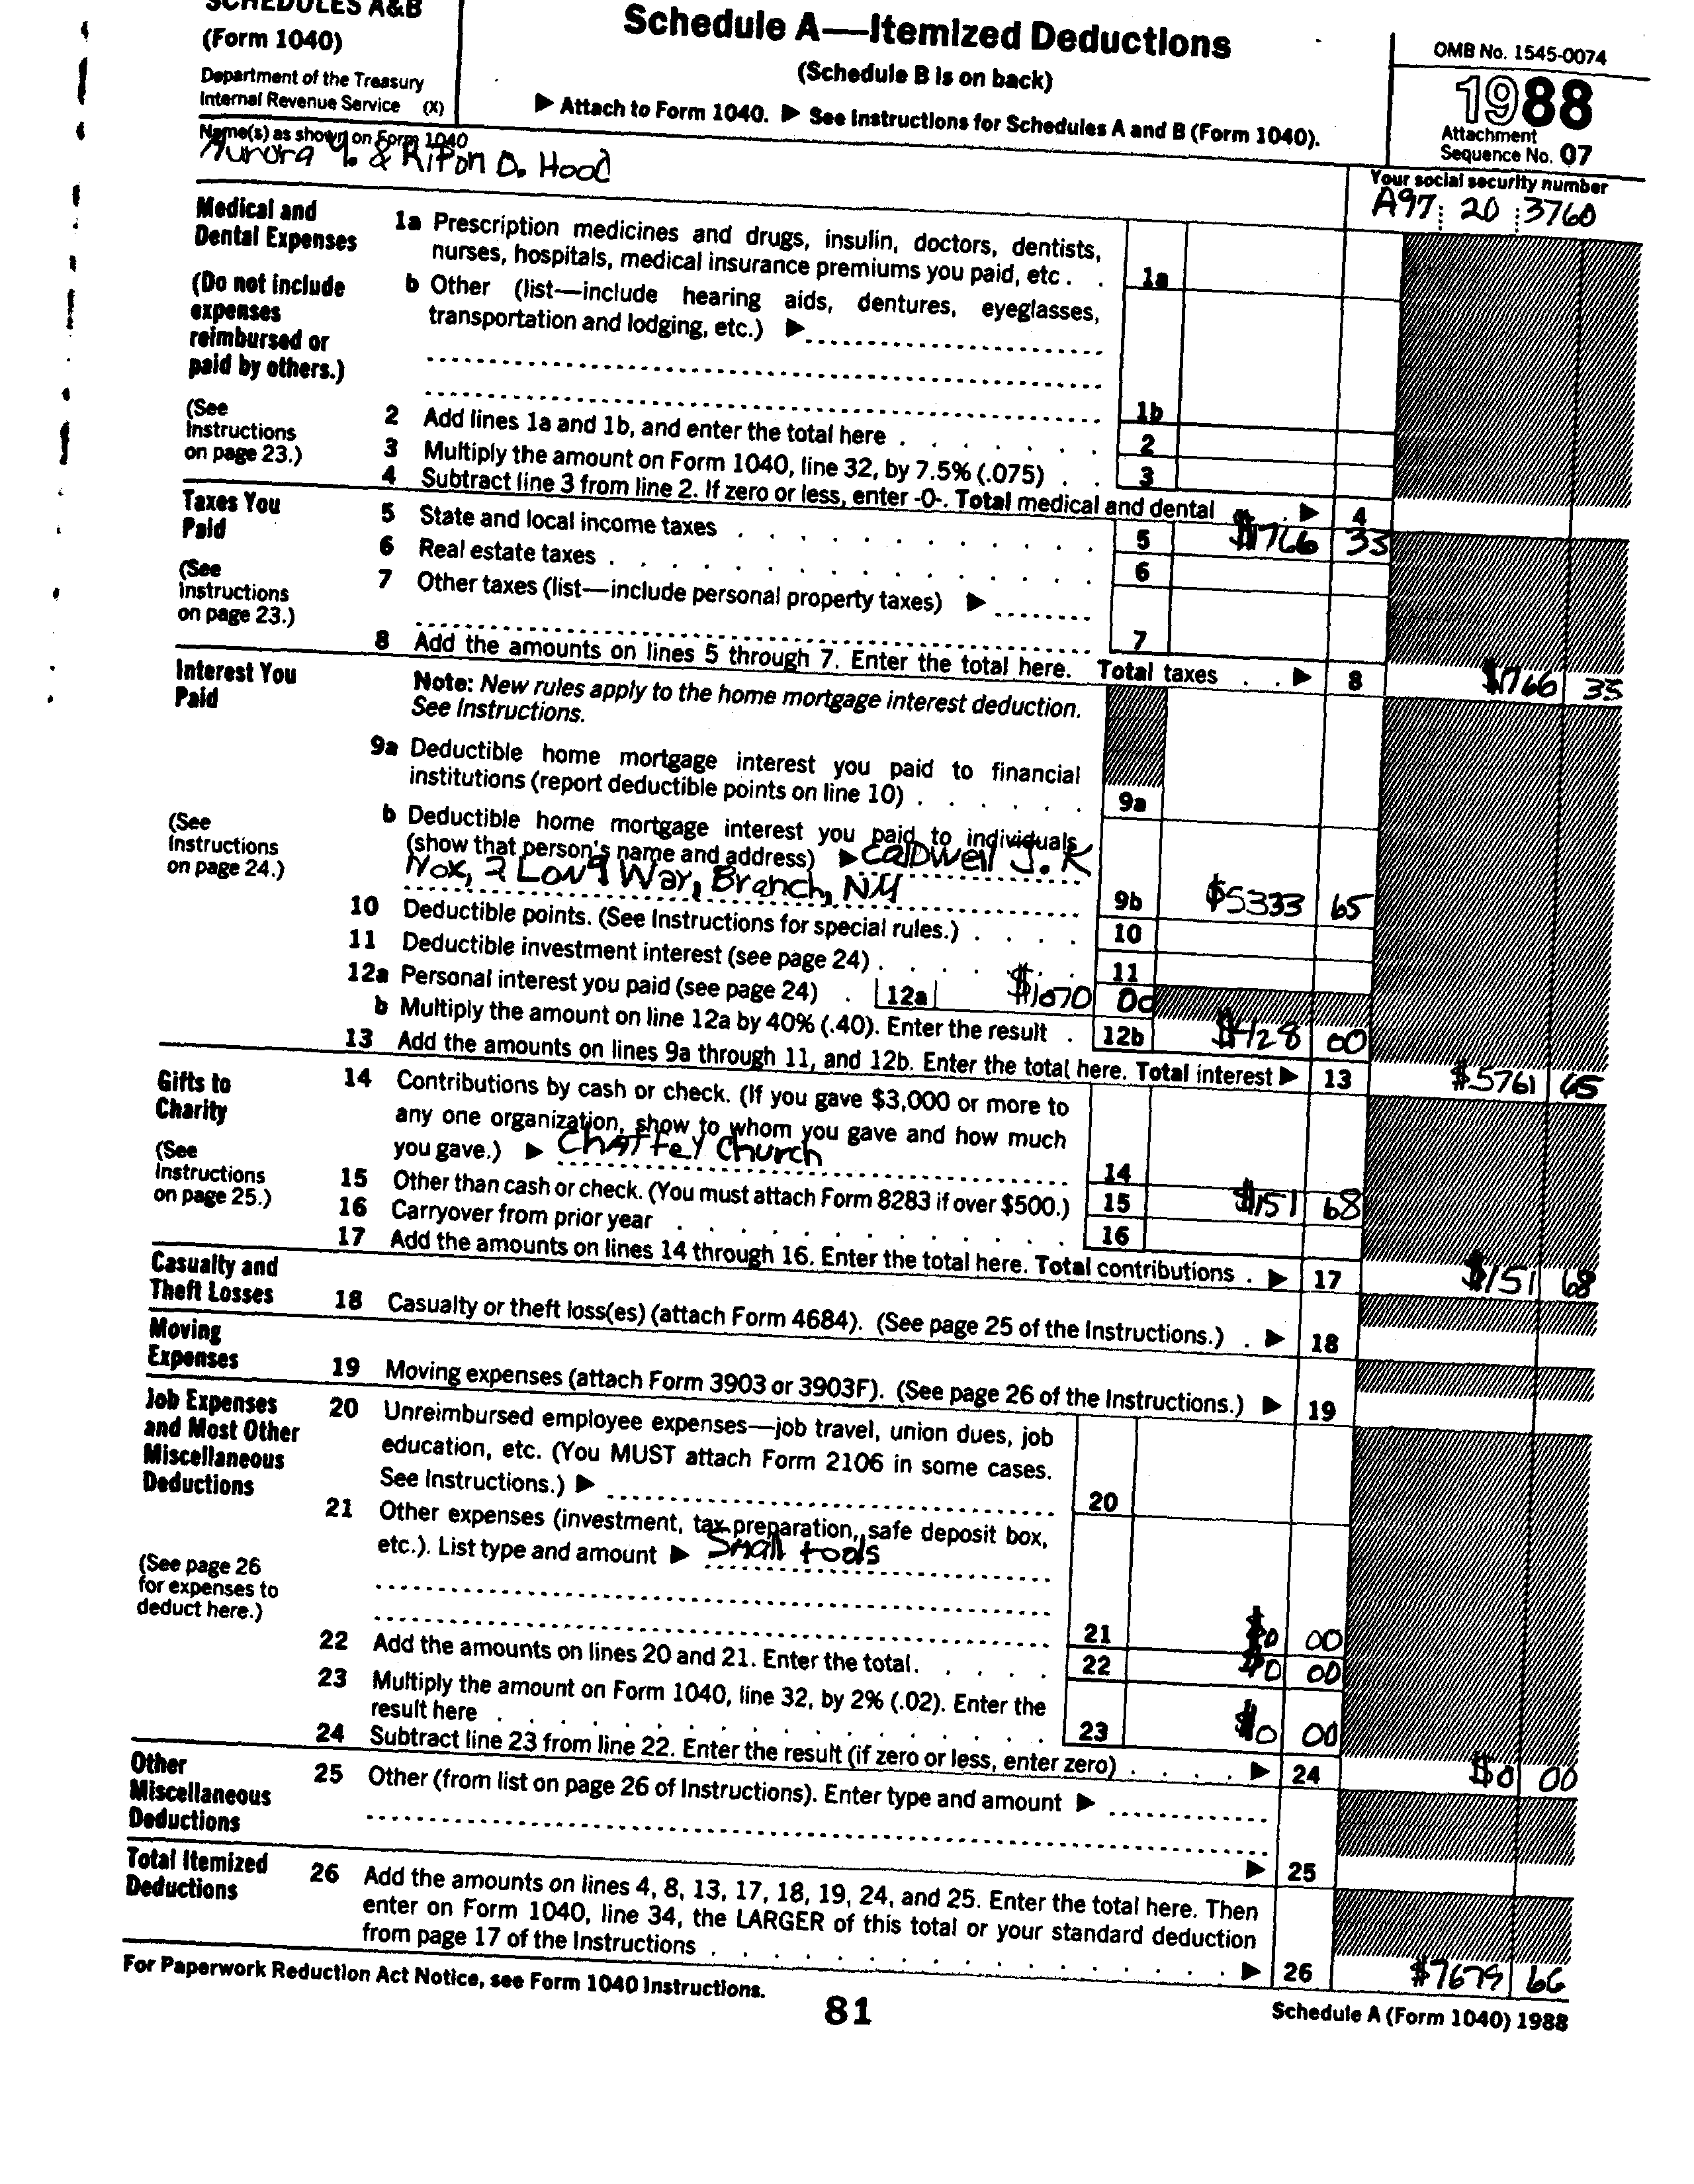 SCHEDULES A&B
(Form 1040)
Department of the Treasury
Internal Revenue Service (X)
Schedule A—Itemized Deductions
(Schedule B is on back)
▶ Attach to Form 1040. ▶ See Instructions for Schedules A and B (Form 1040).
OMB No. 1545-0074
1988
Attachment
Sequence No. 07
Name(s) as shown on Form 1040
Aurora Y. & Ripon D. Hood
Your social security number
A97 20 3760
Medical and
Dental Expenses
(Do not include
expenses
reimbursed or
paid by others.)
(See
Instructions
on page 23.)
1a Prescription medicines and drugs, insulin, doctors, dentists,
nurses, hospitals, medical insurance premiums you paid, etc . . 1a
b Other (list—include hearing aids, dentures, eyeglasses,
transportation and lodging, etc.) ▶
1b
2 Add lines 1a and 1b, and enter the total here . . . . . . . 2
3 Multiply the amount on Form 1040, line 32, by 7.5% (.075) . . 3
4 Subtract line 3 from line 2. If zero or less, enter -0-. Total medical and dental . . ▶ 4
Taxes You
Paid
(See
Instructions
on page 23.)
5 State and local income taxes . . . . . . . . . . . . 5 $1766 33
6 Real estate taxes . . . . . . . . . . . . . . . . 6
7 Other taxes (list—include personal property taxes) ▶
7
8 Add the amounts on lines 5 through 7. Enter the total here. Total taxes . . ▶ 8 $1766 33
Interest You
Paid
(See
Instructions
on page 24.)
Note: New rules apply to the home mortgage interest deduction.
See Instructions.
9a Deductible home mortgage interest you paid to financial
institutions (report deductible points on line 10) . . . . . . 9a
b Deductible home mortgage interest you paid to individuals
(show that person's name and address) ▶ Caldwell J. K
Nox, 2 Long Way, Branch, NM
9b $5333 65
10 Deductible points. (See Instructions for special rules.) . . . . 10
11 Deductible investment interest (see page 24) . . . . . . . 11
12a Personal interest you paid (see page 24) . 12a $1070 00
b Multiply the amount on line 12a by 40% (.40). Enter the result . 12b $428 00
13 Add the amounts on lines 9a through 11, and 12b. Enter the total here. Total interest ▶ 13 $5761 65
Gifts to
Charity
(See
Instructions
on page 25.)
14 Contributions by cash or check. (If you gave $3,000 or more to
any one organization, show to whom you gave and how much
you gave.) ▶ Chaffey Church
14
15 Other than cash or check. (You must attach Form 8283 if over $500.) 15 $151 68
16 Carryover from prior year . . . . . . . . . . . . . 16
17 Add the amounts on lines 14 through 16. Enter the total here. Total contributions . ▶ 17 $151 68
Casualty and
Theft Losses
18 Casualty or theft loss(es) (attach Form 4684). (See page 25 of the Instructions.) . ▶ 18
Moving
Expenses
19 Moving expenses (attach Form 3903 or 3903F). (See page 26 of the Instructions.) ▶ 19
Job Expenses
and Most Other
Miscellaneous
Deductions
(See page 26
for expenses to
deduct here.)
20 Unreimbursed employee expenses—job travel, union dues, job
education, etc. (You MUST attach Form 2106 in some cases.
See Instructions.) ▶
20
21 Other expenses (investment, tax preparation, safe deposit box,
etc.). List type and amount ▶ Small tools
21 $0 00
22 Add the amounts on lines 20 and 21. Enter the total. . . . . . 22 $0 00
23 Multiply the amount on Form 1040, line 32, by 2% (.02). Enter the
result here . . . . . . . . . . . . . . . . . . 23 $0 00
24 Subtract line 23 from line 22. Enter the result (if zero or less, enter zero) . . . . ▶ 24 $0 00
Other
Miscellaneous
Deductions
25 Other (from list on page 26 of Instructions). Enter type and amount ▶
▶ 25
Total Itemized
Deductions
26 Add the amounts on lines 4, 8, 13, 17, 18, 19, 24, and 25. Enter the total here. Then
enter on Form 1040, line 34, the LARGER of this total or your standard deduction
from page 17 of the Instructions . . . . . . . . . . . . . . . . . ▶ 26 $7679 66
For Paperwork Reduction Act Notice, see Form 1040 Instructions.
81
Schedule A (Form 1040) 1988